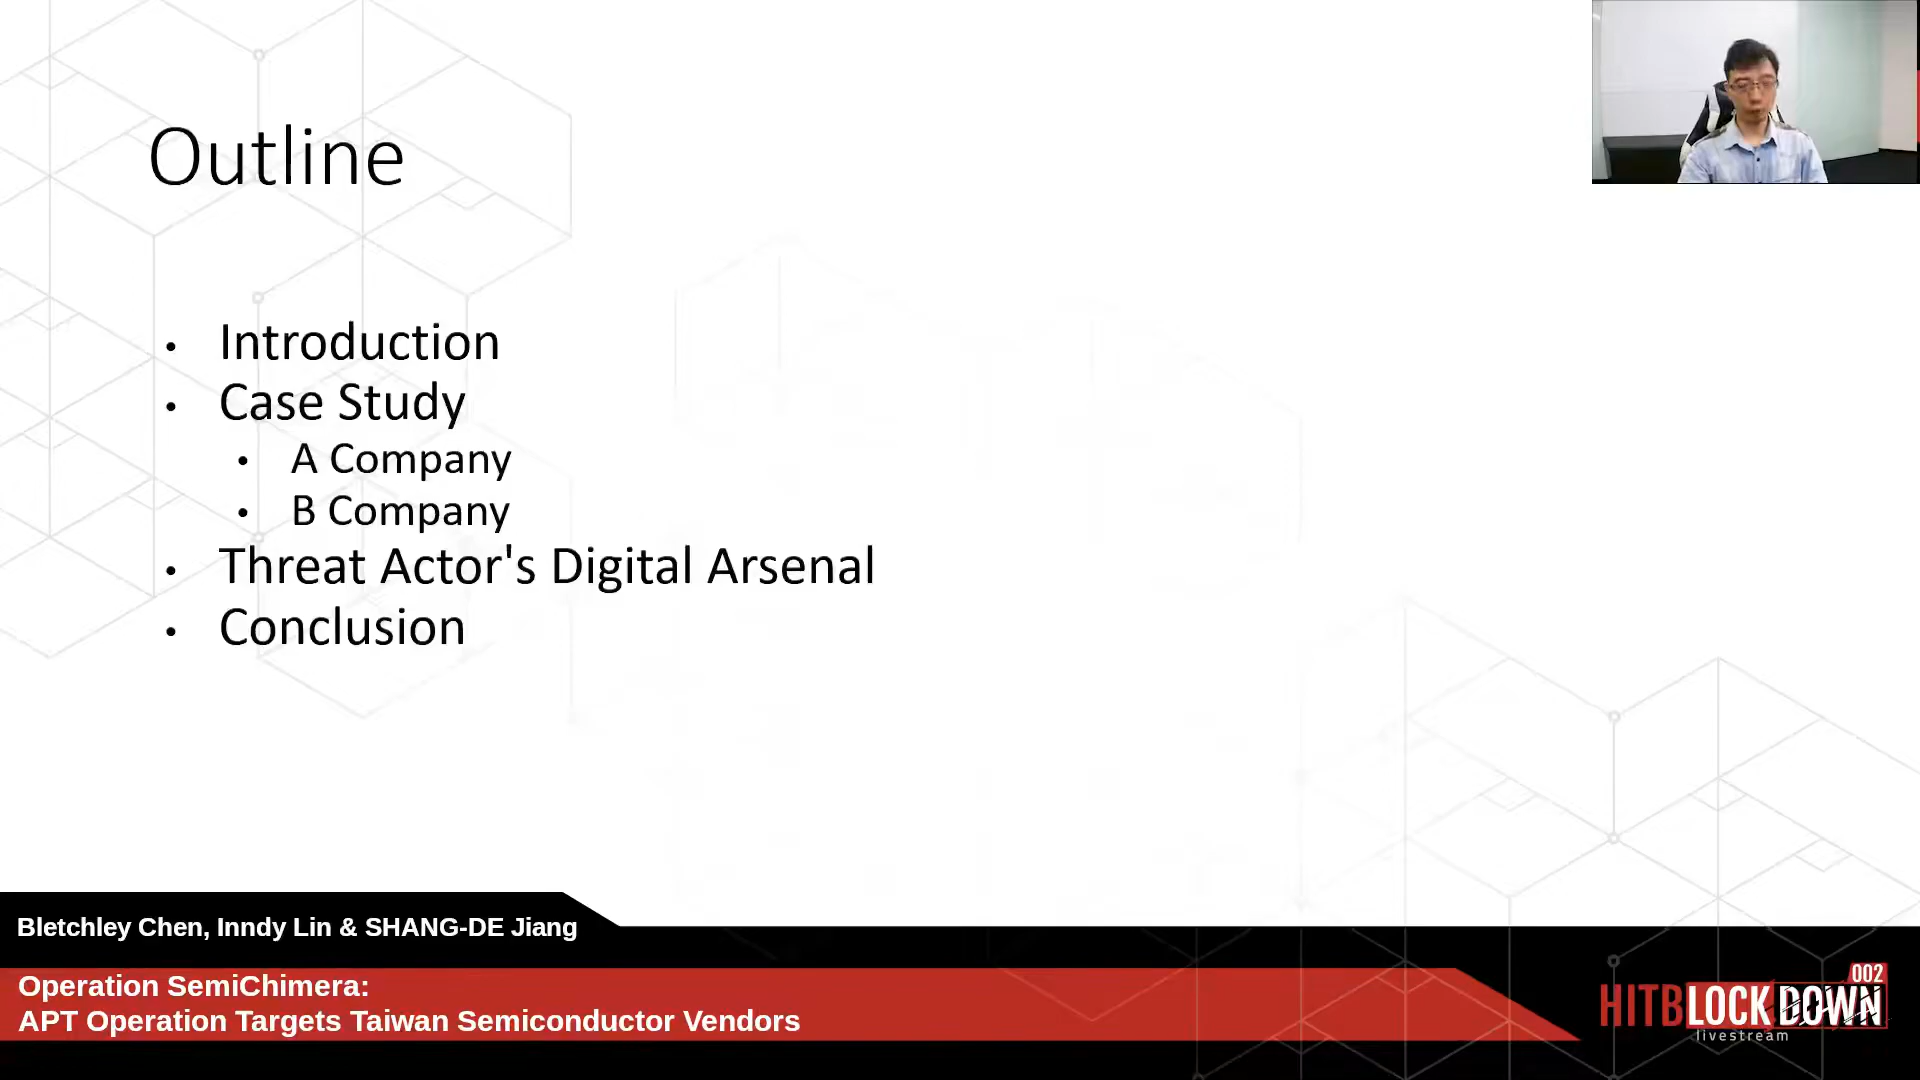 Outline
• Introduction
• Case Study
• A Company
• B Company
• Threat Actor's Digital Arsenal
• Conclusion
Bletchley Chen, Inndy Lin & SHANG-DE Jiang
Operation SemiChimera:
APT Operation Targets Taiwan Semiconductor Vendors
002
HITBLOCKDOWN
livestream